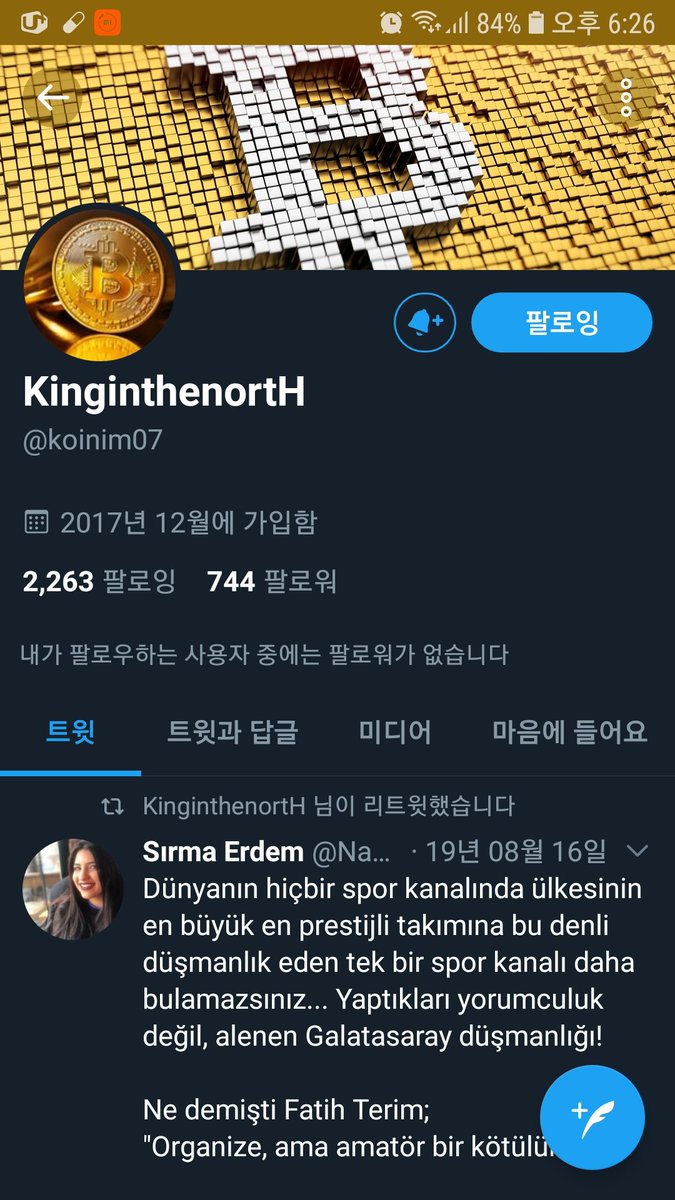 84% 오후 6:26
팔로잉
KinginthenortH
@koinim07
2017년 12월에 가입함
2,263 팔로잉 744 팔로워
내가 팔로우하는 사용자 중에는 팔로워가 없습니다
트윗 트윗과 답글 미디어 마음에 들어요
KinginthenortH 님이 리트윗했습니다
Sırma Erdem @Na... · 19년 08월 16일
Dünyanın hiçbir spor kanalında ülkesinin
en büyük en prestijli takımına bu denli
düşmanlık eden tek bir spor kanalı daha
bulamazsınız... Yaptıkları yorumculuk
değil, alenen Galatasaray düşmanlığı!
Ne demişti Fatih Terim;
"Organize, ama amatör bir